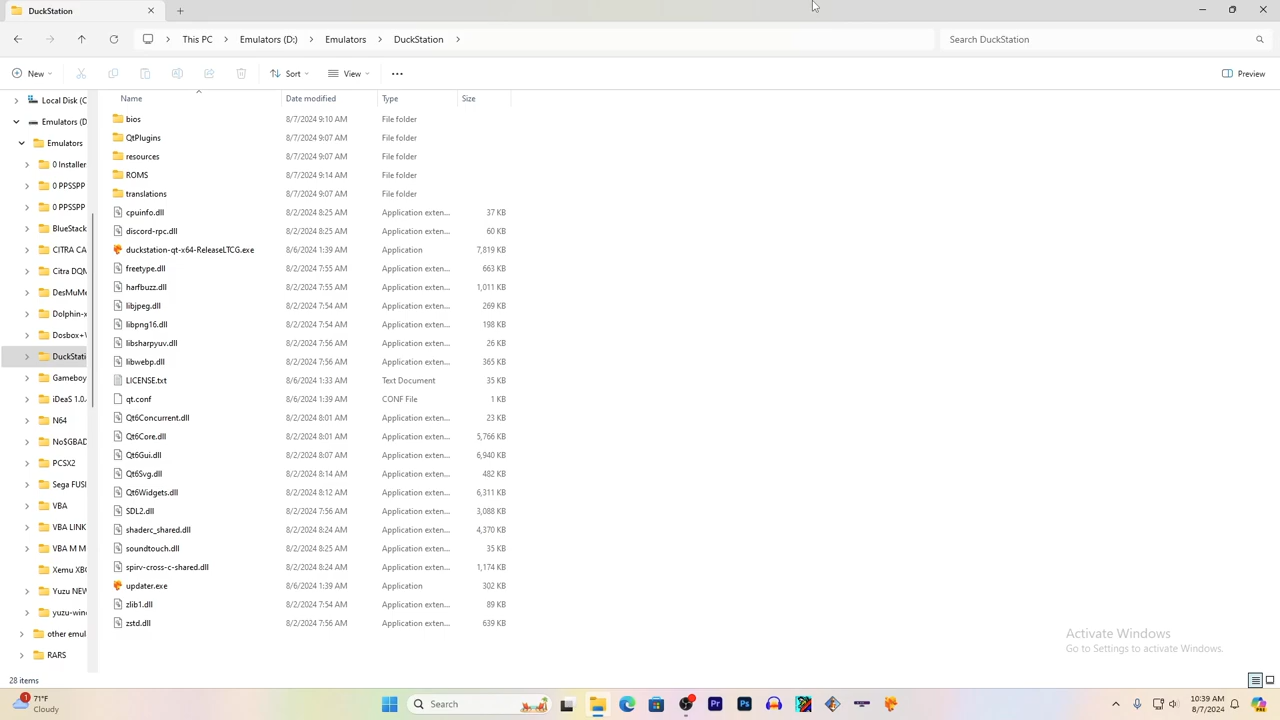 DuckStation
This PC > Emulators (D:) > Emulators > DuckStation >
Search DuckStation
New
Sort
View
Preview
Name Date modified Type Size
Local Disk (C
Emulators (D
Emulators
0 Installer
0 PPSSPP
0 PPSSPP
BlueStack
CITRA CA
Citra DQM
DesMuMe
Dolphin-x
Dosbox+
DuckStati
Gameboy
iDeaS 1.0.
N64
No$GBA
PCSX2
Sega FUS
VBA
VBA LINK
VBA M M
Xemu XB
Yuzu NEW
yuzu-win
other emul
RARS
bios 8/7/2024 9:10 AM File folder
QtPlugins 8/7/2024 9:07 AM File folder
resources 8/7/2024 9:07 AM File folder
ROMS 8/7/2024 9:14 AM File folder
translations 8/7/2024 9:07 AM File folder
cpuinfo.dll 8/2/2024 8:25 AM Application exten... 37 KB
discord-rpc.dll 8/2/2024 8:25 AM Application exten... 60 KB
duckstation-qt-x64-ReleaseLTCG.exe 8/6/2024 1:39 AM Application 7,819 KB
freetype.dll 8/2/2024 7:55 AM Application exten... 663 KB
harfbuzz.dll 8/2/2024 7:55 AM Application exten... 1,011 KB
libjpeg.dll 8/2/2024 7:54 AM Application exten... 269 KB
libpng16.dll 8/2/2024 7:54 AM Application exten... 198 KB
libsharpyuv.dll 8/2/2024 7:56 AM Application exten... 26 KB
libwebp.dll 8/2/2024 7:56 AM Application exten... 365 KB
LICENSE.txt 8/6/2024 1:33 AM Text Document 35 KB
qt.conf 8/6/2024 1:39 AM CONF File 1 KB
Qt6Concurrent.dll 8/2/2024 8:01 AM Application exten... 23 KB
Qt6Core.dll 8/2/2024 8:01 AM Application exten... 5,766 KB
Qt6Gui.dll 8/2/2024 8:07 AM Application exten... 6,940 KB
Qt6Svg.dll 8/2/2024 8:14 AM Application exten... 482 KB
Qt6Widgets.dll 8/2/2024 8:12 AM Application exten... 6,311 KB
SDL2.dll 8/2/2024 7:56 AM Application exten... 3,088 KB
shaderc_shared.dll 8/2/2024 8:24 AM Application exten... 4,370 KB
soundtouch.dll 8/2/2024 8:25 AM Application exten... 35 KB
spirv-cross-c-shared.dll 8/2/2024 8:24 AM Application exten... 1,174 KB
updater.exe 8/6/2024 1:39 AM Application 302 KB
zlib1.dll 8/2/2024 7:54 AM Application exten... 89 KB
zstd.dll 8/2/2024 7:56 AM Application exten... 639 KB
Activate Windows
Go to Settings to activate Windows.
28 items
1
71°F
Cloudy
Search
Pr
Ps
10:39 AM
8/7/2024